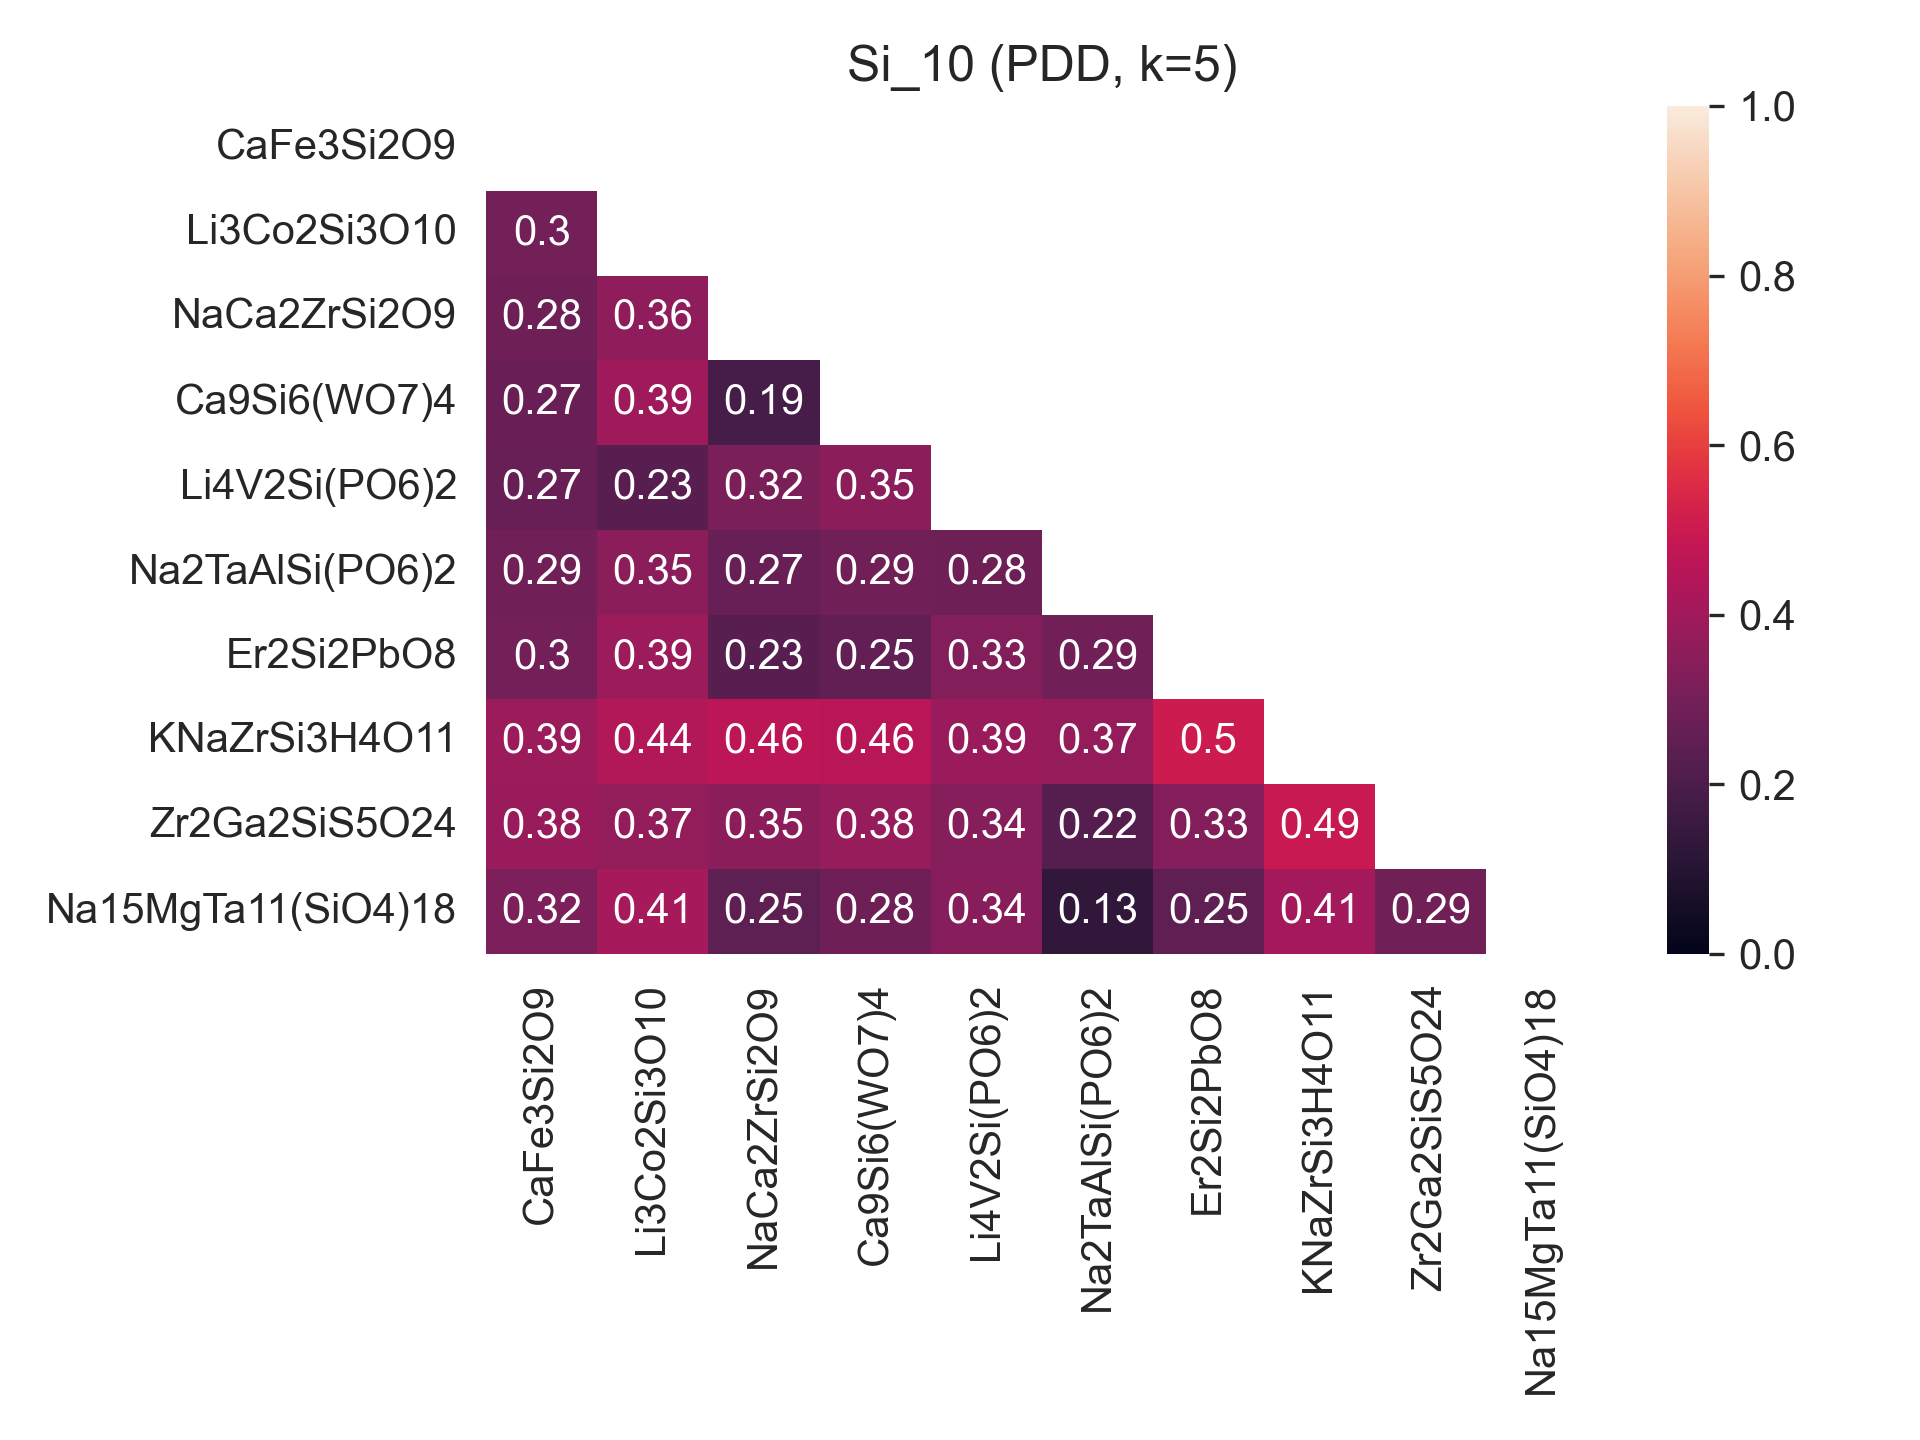 Si_10 (PDD, k=5)
CaFe3Si2O9
Li3Co2Si3O10 0.3
NaCa2ZrSi2O9 0.28 0.36
Ca9Si6(WO7)4 0.27 0.39 0.19
Li4V2Si(PO6)2 0.27 0.23 0.32 0.35
Na2TaAlSi(PO6)2 0.29 0.35 0.27 0.29 0.28
Er2Si2PbO8 0.3 0.39 0.23 0.25 0.33 0.29
KNaZrSi3H4O11 0.39 0.44 0.46 0.46 0.39 0.37 0.5
Zr2Ga2SiS5O24 0.38 0.37 0.35 0.38 0.34 0.22 0.33 0.49
Na15MgTa11(SiO4)18 0.32 0.41 0.25 0.28 0.34 0.13 0.25 0.41 0.29
CaFe3Si2O9
Li3Co2Si3O10
NaCa2ZrSi2O9
Ca9Si6(WO7)4
Li4V2Si(PO6)2
Na2TaAlSi(PO6)2
Er2Si2PbO8
KNaZrSi3H4O11
Zr2Ga2SiS5O24
Na15MgTa11(SiO4)18
1.0
0.8
0.6
0.4
0.2
0.0